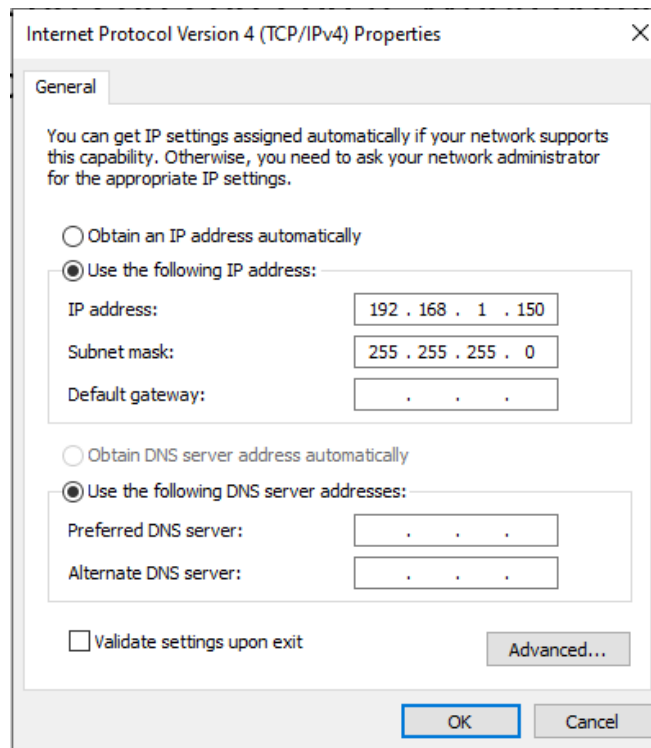 Internet Protocol Version 4 (TCP/IPv4) Properties
General
You can get IP settings assigned automatically if your network supports
this capability. Otherwise, you need to ask your network administrator
for the appropriate IP settings.
Obtain an IP address automatically
Use the following IP address:
IP address: 192 . 168 . 1 . 150
Subnet mask: 255 . 255 . 255 . 0
Default gateway: . . .
Obtain DNS server address automatically
Use the following DNS server addresses:
Preferred DNS server: . . .
Alternate DNS server: . . .
Validate settings upon exit
Advanced...
OK Cancel